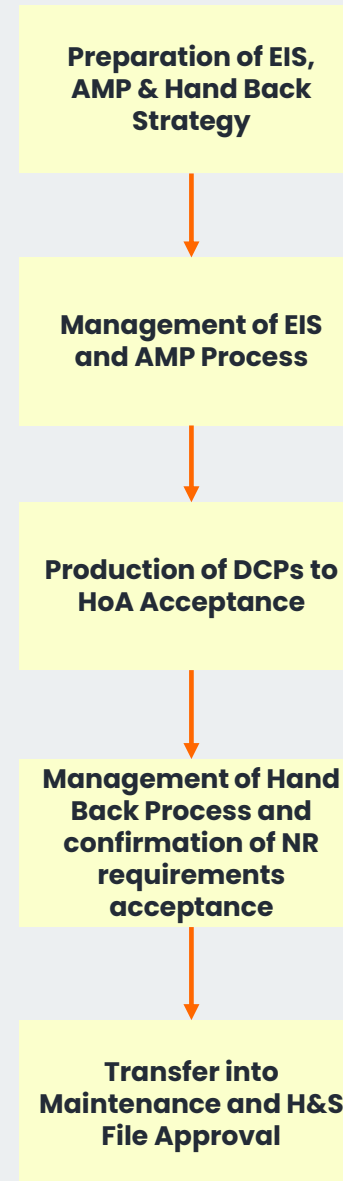 Preparation of EIS,
AMP & Hand Back
Strategy
Management of EIS
and AMP Process
Production of DCPs to
HoA Acceptance
Management of Hand
Back Process and
confirmation of NR
requirements
acceptance
Transfer into
Maintenance and H&S
File Approval